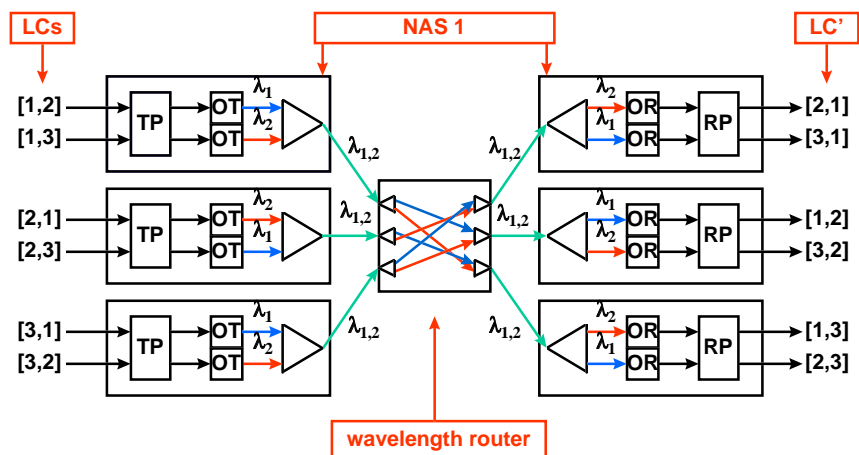 LCs
NAS 1
LC’
[1,2]
[1,3]
TP
OT
OT
λ1
λ2
λ1,2
λ1,2
λ2
λ1
OR
OR
RP
[2,1]
[3,1]
[2,1]
[2,3]
TP
OT
OT
λ2
λ1
λ1,2
λ1,2
λ1
λ2
OR
OR
RP
[1,2]
[3,2]
[3,1]
[3,2]
TP
OT
OT
λ1
λ2
λ1,2
λ1,2
λ2
λ1
OR
OR
RP
[1,3]
[2,3]
wavelength router